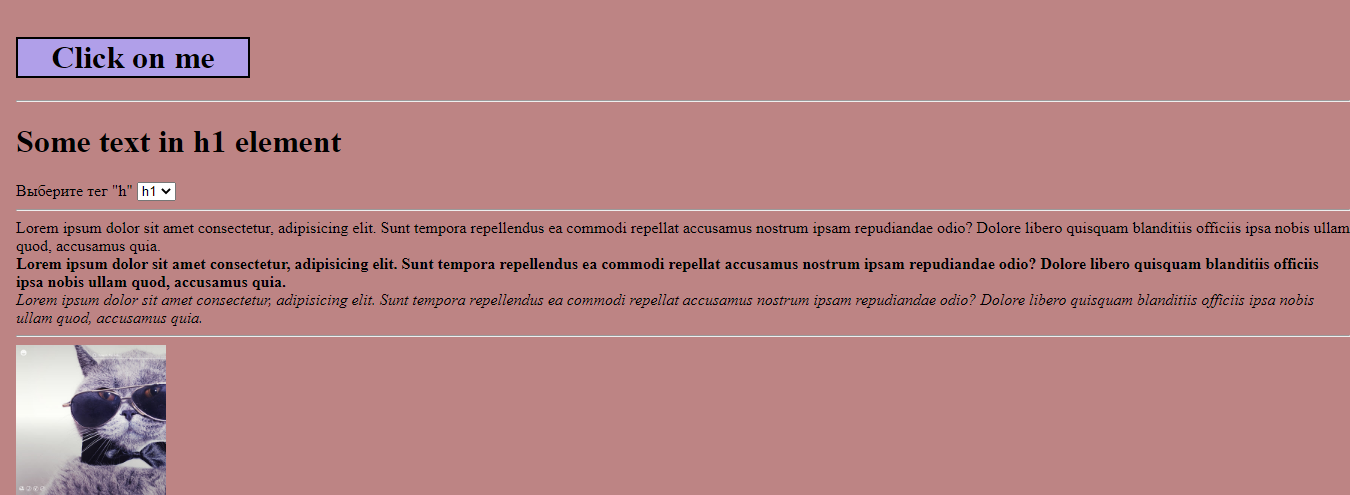 Click on me
Some text in h1 element
Выберите тег "h" h1
Lorem ipsum dolor sit amet consectetur, adipisicing elit. Sunt tempora repellendus ea commodi repellat accusamus nostrum ipsam repudiandae odio? Dolore libero quisquam blanditiis officiis ipsa nobis ullam
quod, accusamus quia.
Lorem ipsum dolor sit amet consectetur, adipisicing elit. Sunt tempora repellendus ea commodi repellat accusamus nostrum ipsam repudiandae odio? Dolore libero quisquam blanditiis officiis
ipsa nobis ullam quod, accusamus quia.
Lorem ipsum dolor sit amet consectetur, adipisicing elit. Sunt tempora repellendus ea commodi repellat accusamus nostrum ipsam repudiandae odio? Dolore libero quisquam blanditiis officiis ipsa nobis
ullam quod, accusamus quia.